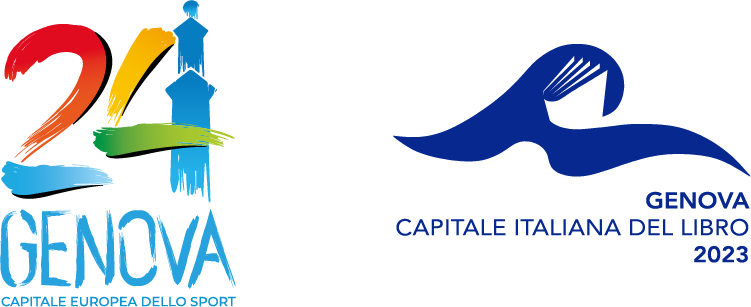 24
GENOVA
CAPITALE EUROPEA DELLO SPORT
GENOVA
CAPITALE ITALIANA DEL LIBRO
2023